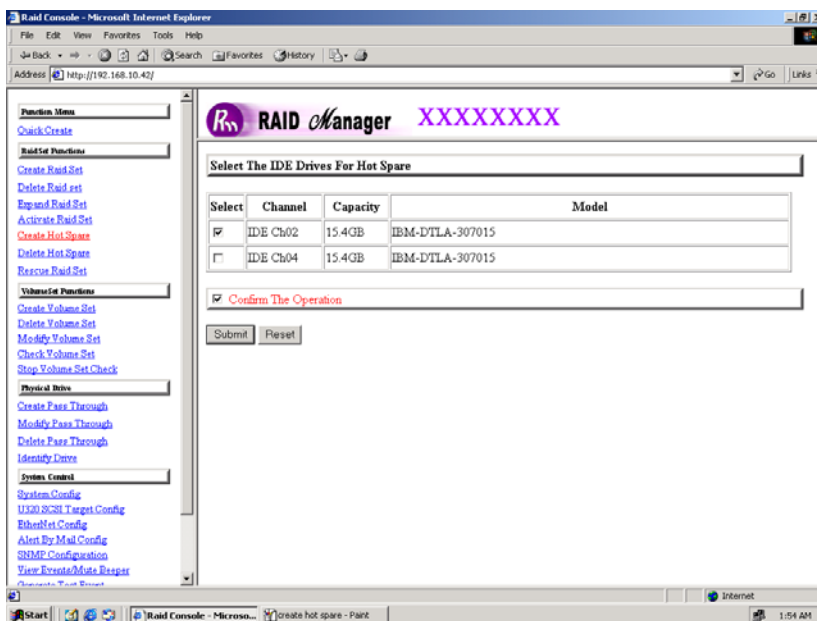 Raid Console - Microsoft Internet Explorer
File Edit View Favorites Tools Help
Back Search Favorites History
Address http://192.168.10.42/ Go Links
Function Menu
Quick Create
RaidSet Functions
Create Raid Set
Delete Raid set
Expand Raid Set
Activate Raid Set
Create Hot Spare
Delete Hot Spare
Rescue Raid Set
VolumeSet Functions
Create Volume Set
Delete Volume Set
Modify Volume Set
Check Volume Set
Stop Volume Set Check
Physical Drive
Create Pass Through
Modify Pass Through
Delete Pass Through
Identify Drive
System Control
System Config
U320 SCSI Target Config
EtherNet Config
Alert By Mail Config
SNMP Configuration
View Events/Mute Beeper
Generate Test Event
Rm RAID Manager XXXXXXXX
Select The IDE Drives For Hot Spare
Select Channel Capacity Model
IDE Ch02 15.4GB IBM-DTLA-307015
IDE Ch04 15.4GB IBM-DTLA-307015
Confirm The Operation
Submit Reset
Internet
Start Raid Console - Microso... create hot spare - Paint 1:54 AM